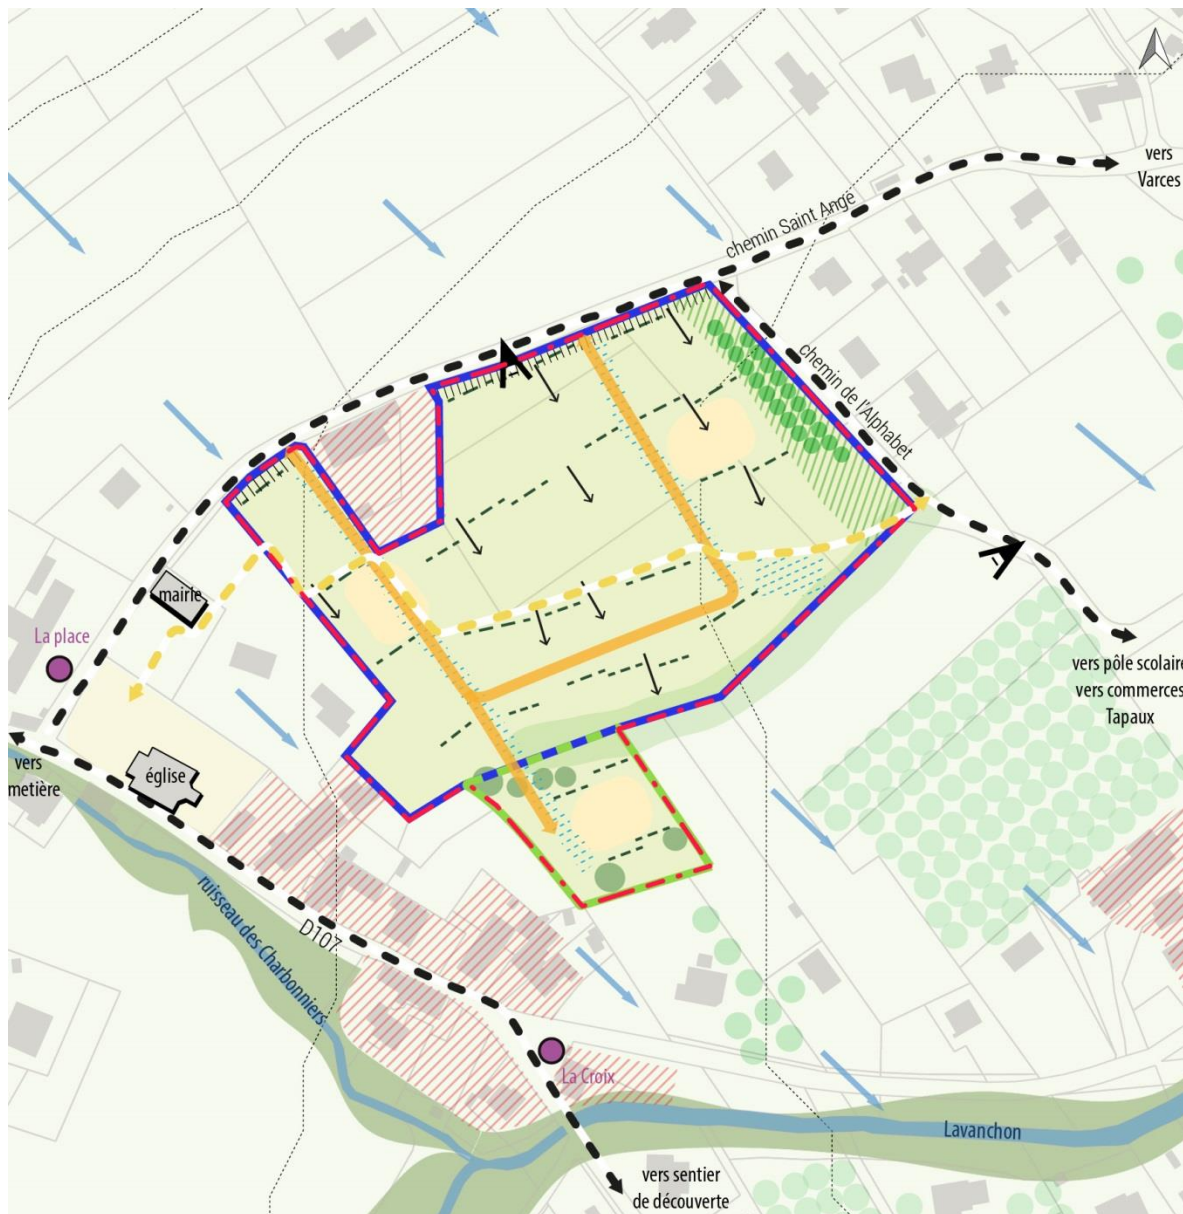 vers
Varces
chemin Saint Ange
chemin de l'Alphabet
mairie
La place
vers pôle scolaire
vers commerces
Tapaux
vers
metière
église
ruisseau des Charbonniers
D107
La Croix
Lavanchon
vers sentier
de découverte